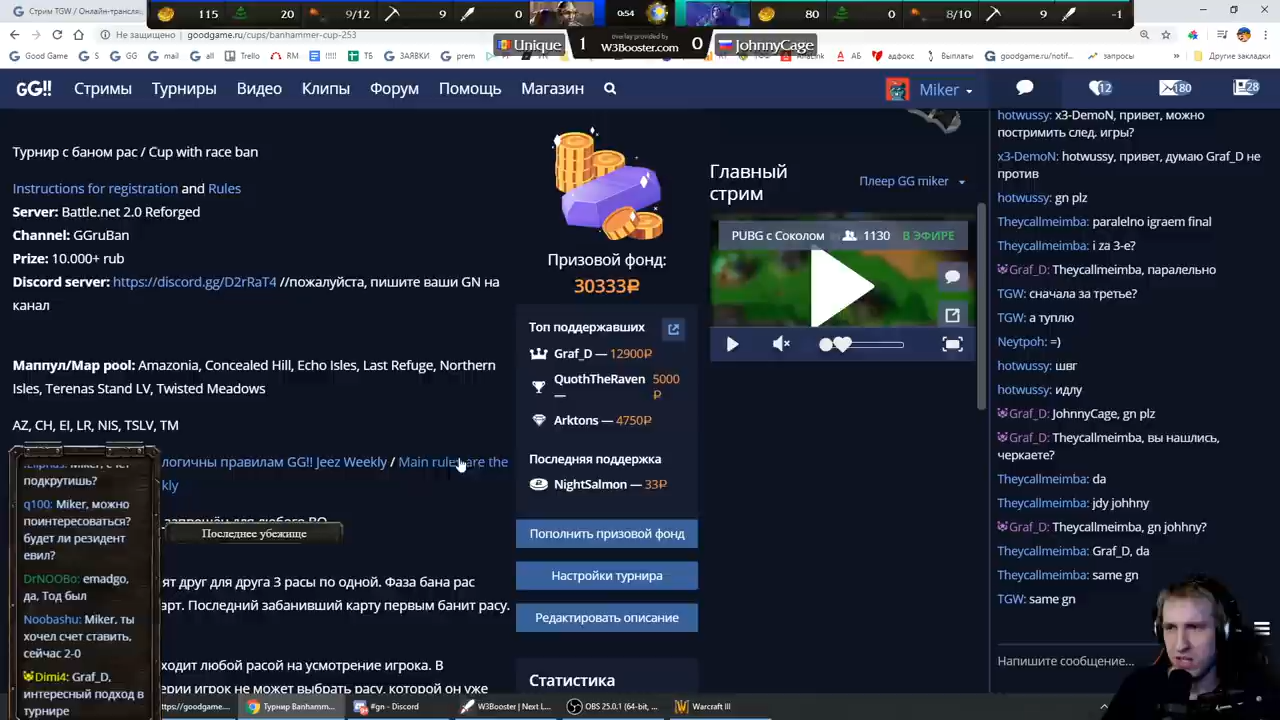 Стрим TGW / Онлайн-трансля
115 20 9/12 9 0 0:54 80 0 8/10 9 -1
Unique 1 0 JohnnyCage
overlay provided by
W3Booster.com
Не защищено goodgame.ru/cups/banhammer-cup-253
Good Game G G mail all Trello RM ТБ ЗАЯВКИ АБ адфокс Выплаты goodgame.ru/notif... запросы » Другие закладки
GG!! Стримы Турниры Видео Клипы Форум Помощь Магазин Miker 12 180 28
Турнир с баном рас / Cup with race ban
Instructions for registration and Rules
Server: Battle.net 2.0 Reforged
Channel: GGruBan
Prize: 10.000+ rub
Discord server: https://discord.gg/D2rRaT4 //пожалуйста, пишите ваши GN на
канал
Маппул/Map pool: Amazonia, Concealed Hill, Echo Isles, Last Refuge, Northern
Isles, Terenas Stand LV, Twisted Meadows
AZ, CH, EI, LR, NIS, TSLV, TM
логичны правилам GG!! Jeez Weekly / Main rules are the
kly
запрещён для любого BO
Последнее убежище
ят друг для друга 3 расы по одной. Фаза бана рас
арт. Последний забанивший карту первым банит расу.
ходит любой расой на усмотрение игрока. В
ерии игрок не может выбрать расу, которой он уже
Miker, счет
подкрутишь?
q100: Miker, можно
поинтересоваться?
будет ли резидент
евил?
DrNOOBo: emadgo,
да, Тод был
Noobashu: Miker, ты
хочел счет ставить,
сейчас 2-0
Dimi4: Graf_D,
интересный подход в
турнире
Призовой фонд:
30333₽
Топ поддержавших
Graf_D — 12900₽
QuothTheRaven — 5000₽
Arktons — 4750₽
Последняя поддержка
NightSalmon — 33₽
Пополнить призовой фонд
Настройки турнира
Редактировать описание
Статистика
Главный
стрим
Плеер GG miker
PUBG с Соколом 1130 В ЭФИРЕ
hotwussy: x3-DemoN, привет, можно
постримить след. игры?
x3-DemoN: hotwussy, привет, думаю Graf_D не
против
hotwussy: gn plz
Theycallmeimba: paralelno igraem final
Theycallmeimba: i za 3-e?
Graf_D: Theycallmeimba, паралельно
TGW: сначала за третье?
TGW: а туплю
Neytpoh: =)
hotwussy: швг
hotwussy: идлу
Graf_D: JohnnyCage, gn plz
Graf_D: Theycallmeimba, вы нашлись,
черкаете?
Theycallmeimba: da
Theycallmeimba: jdy johhny
Graf_D: Theycallmeimba, gn johhny?
Theycallmeimba: Graf_D, da
Theycallmeimba: same gn
TGW: same gn
Напишите сообщение...
https://goodgame. Турнир Banhamm... #gn - Discord W3Booster | Next L... OBS 25.0.1 (64-bit, ... Warcraft III